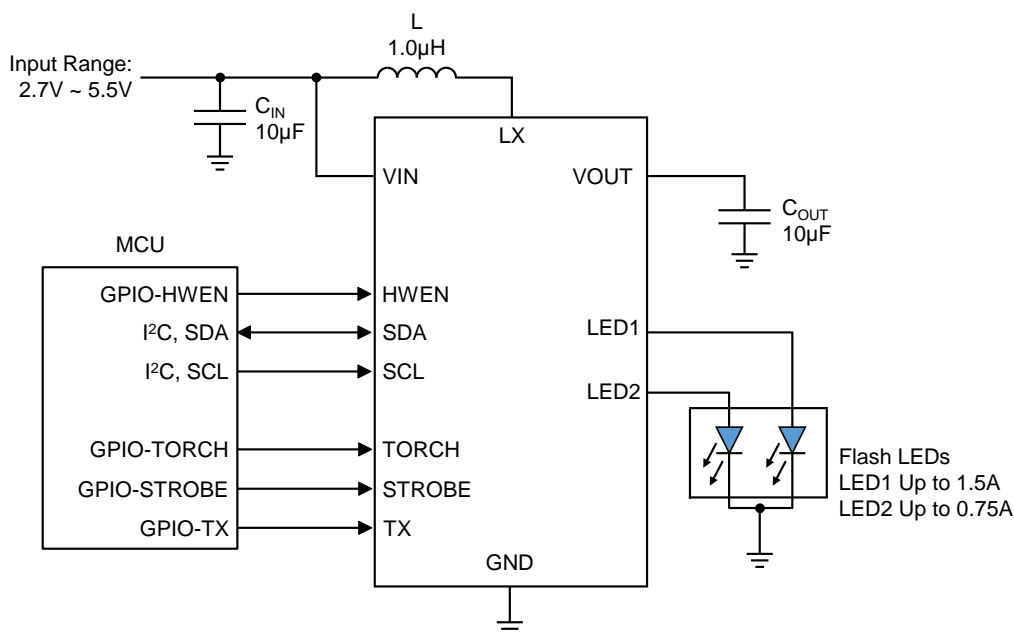 L
1.0µH
Input Range:
2.7V ~ 5.5V
C_IN
10µF
LX
VIN
VOUT
C_OUT
10µF
MCU
GPIO-HWEN
HWEN
I²C, SDA
SDA
I²C, SCL
SCL
LED1
LED2
GPIO-TORCH
TORCH
GPIO-STROBE
STROBE
GPIO-TX
TX
Flash LEDs
LED1 Up to 1.5A
LED2 Up to 0.75A
GND